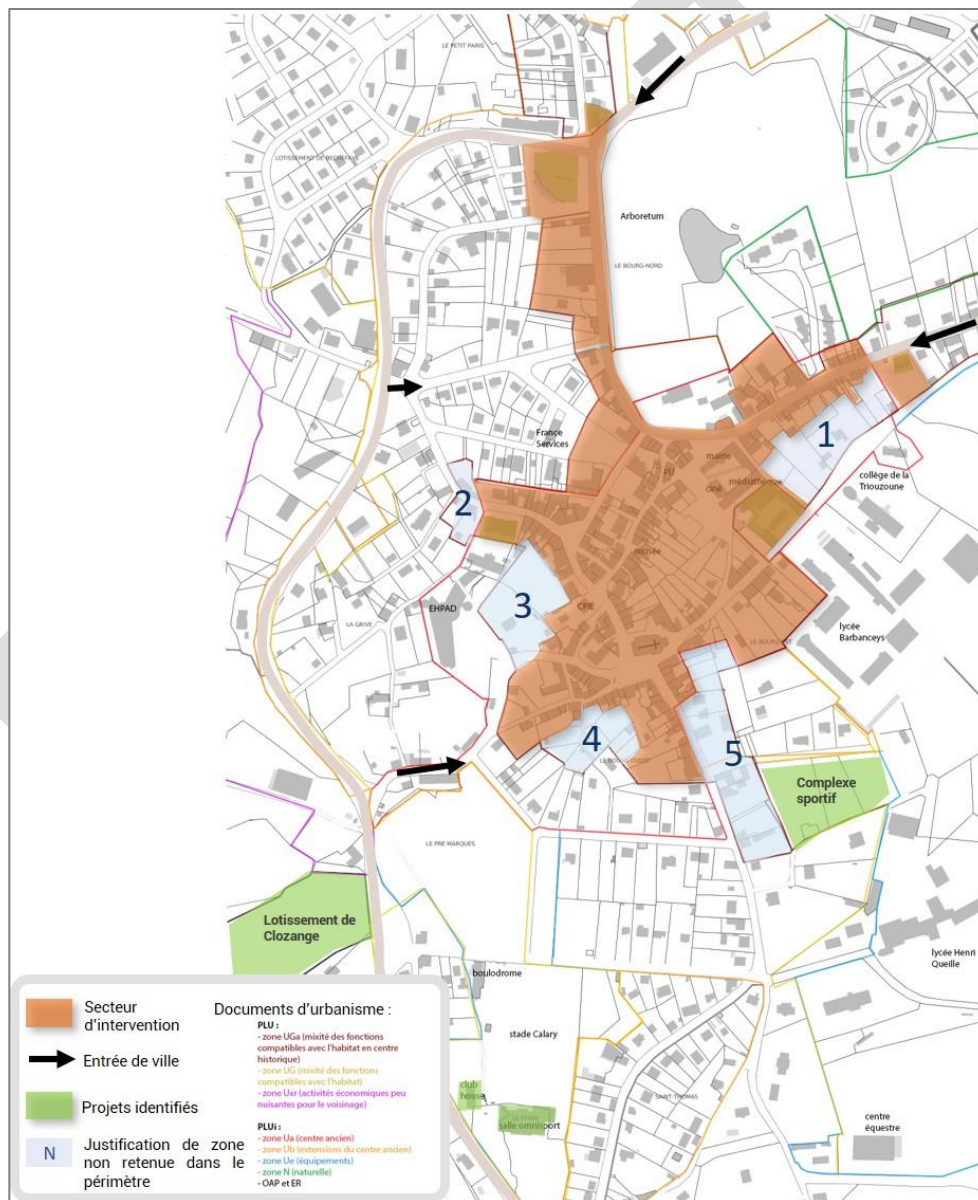 LE PETIT PARIS
LOTISSEMENT DE BECHEFAVE
Arboretum
LE BOURG-NORD
France
Services
mairie
PIJ
ciné
médiathèque
1
collège de la
Triouzoune
2
musée
3
EHPAD
CPIE
LA GRIVE
lycée
Barbanceys
LE BOURG-EST
4
LE BOURG-OUEST
5
Complexe
sportif
LE PRE MARQUES
Lotissement de
Clozange
boulodrome
lycée Henri
Queille
stade Calary
club
house
salle omnisport
SAINT-THOMAS
centre
équestre
Secteur
d'intervention
Entrée de ville
Projets identifiés
N
Justification de zone
non retenue dans le
périmètre
Documents d'urbanisme :
PLU :
- zone UGa (mixité des fonctions
compatibles avec l'habitat en centre
historique)
- zone UG (mixité des fonctions
compatibles avec l'habitat)
- zone Uxr (activités économiques peu
nuisantes pour le voisinage)
PLUi :
- zone Ua (centre ancien)
- zone Ub (extensions du centre ancien)
- zone Ue (équipements)
- zone N (naturelle)
- OAP et ER